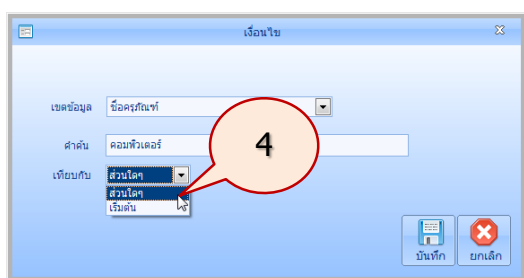 เงื่อนไข
เขตข้อมูล ชื่อครุภัณฑ์
คำค้น คอมพิวเตอร์
เทียบกับ ส่วนใดๆ
ส่วนใดๆ
เริ่มต้น
4
บันทึก ยกเลิก